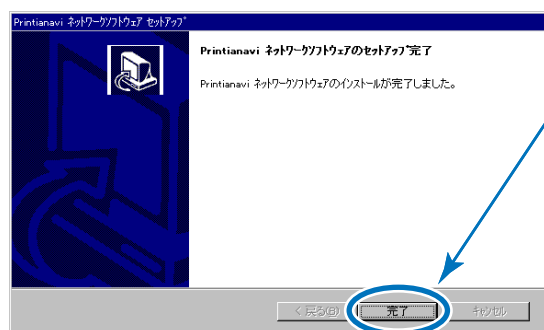 Printianavi ネットワークソフトウェア セットアップ
Printianavi ネットワークソフトウェアのセットアップ完了
Printianavi ネットワークソフトウェアのインストールが完了しました。
< 戻る(B)
完了
キャンセル